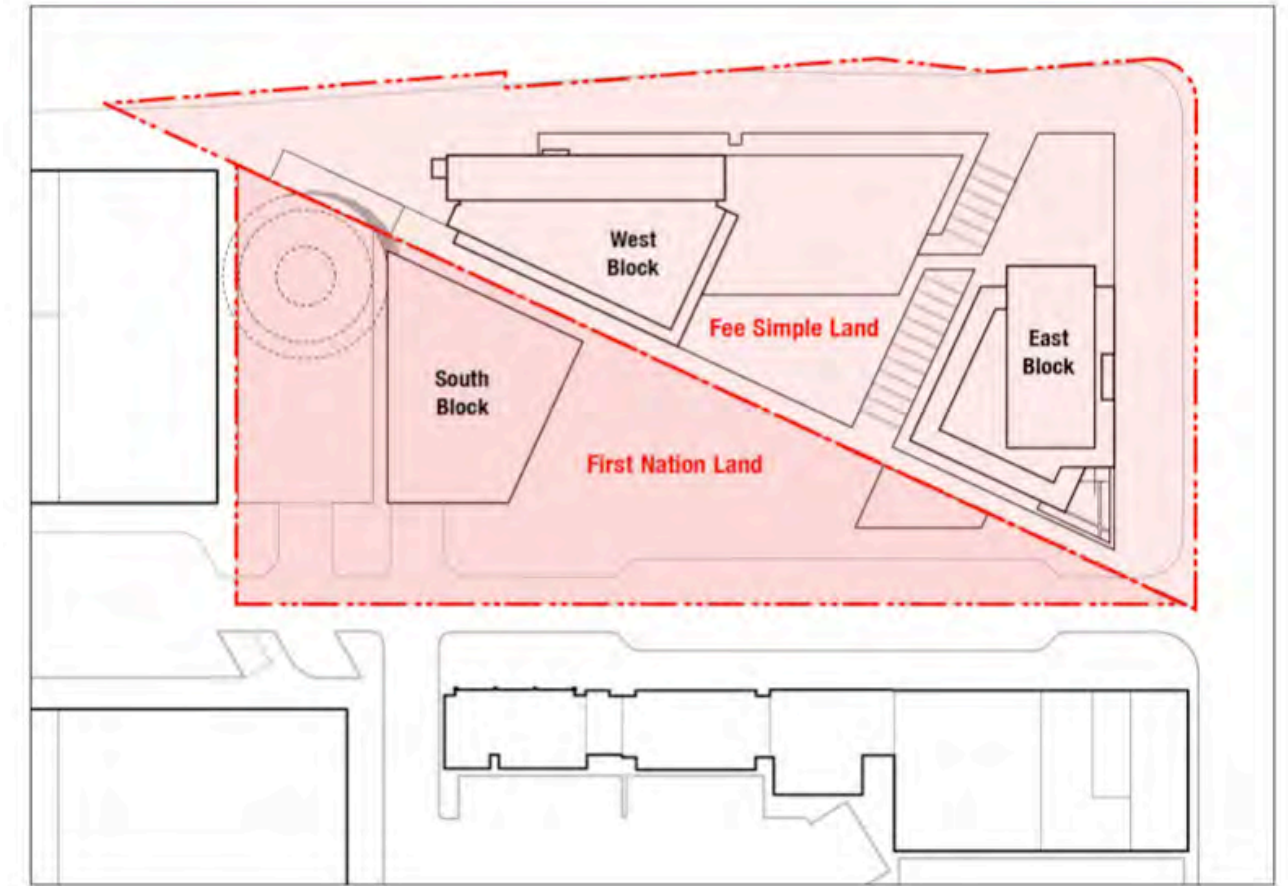 West
Block
Fee Simple Land
East
Block
South
Block
First Nation Land